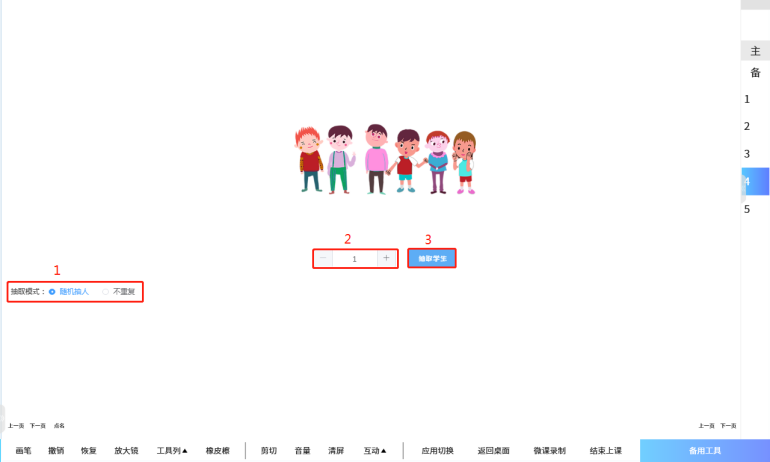 主
备
1
2
3
4
5
2
3
1
抽取学生
1
抽取模式： 随机抽人 不重复
上一页 下一页 点名
上一页 下一页
画笔 撤销 恢复 放大镜 工具列▲ 橡皮檫 剪切 音量 清屏 互动▲ 应用切换 返回桌面 微课录制 结束上课 备用工具